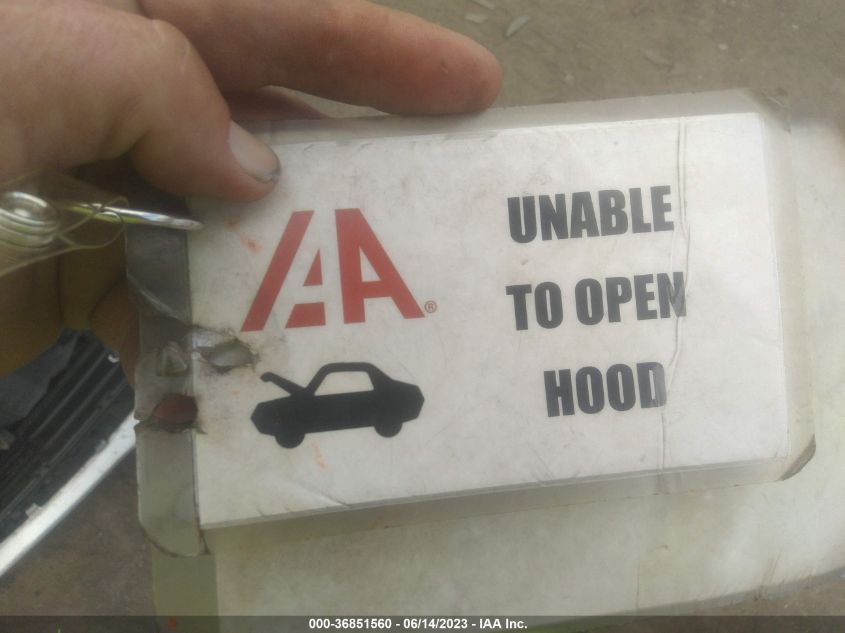 IAA®
UNABLE
TO OPEN
HOOD
000-36851560 - 06/14/2023 - IAA Inc.